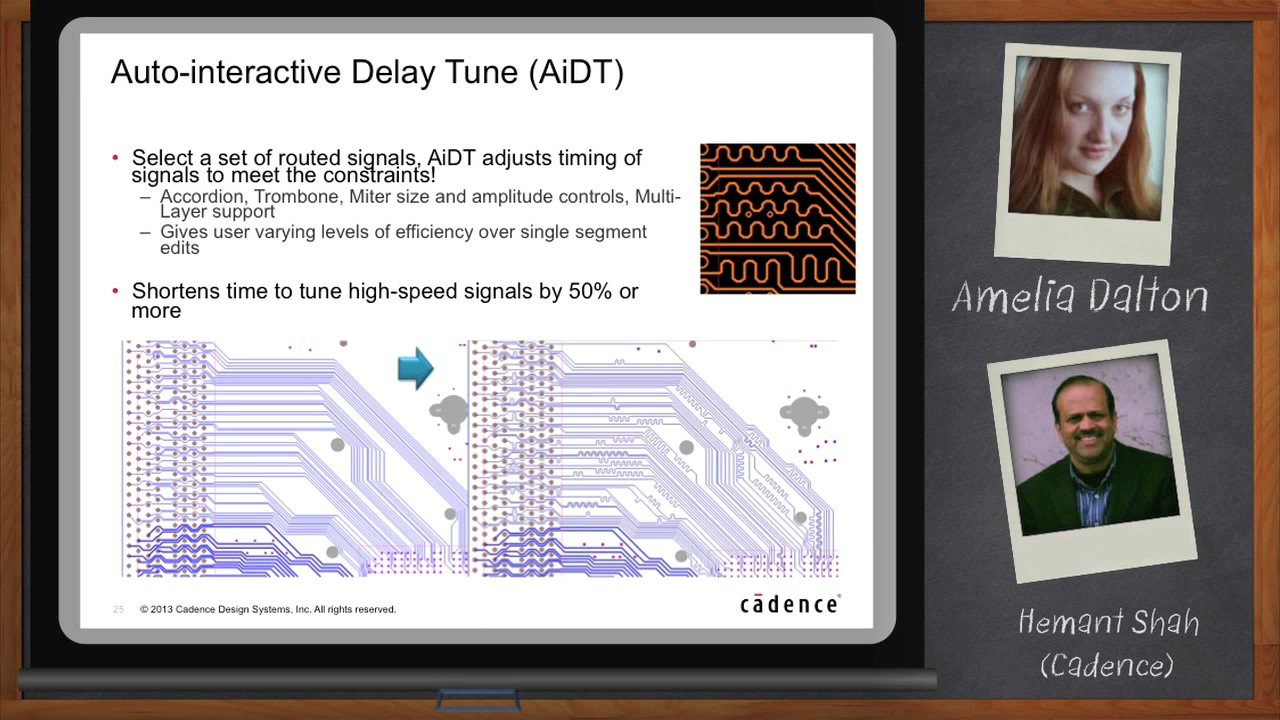 Auto-interactive Delay Tune (AiDT)
• Select a set of routed signals, AiDT adjusts timing of
signals to meet the constraints!
– Accordion, Trombone, Miter size and amplitude controls, Multi-
Layer support
– Gives user varying levels of efficiency over single segment
edits
• Shortens time to tune high-speed signals by 50% or
more
25 © 2013 Cadence Design Systems, Inc. All rights reserved.
cādence®
Amelia Dalton
Hemant Shah
(Cadence)